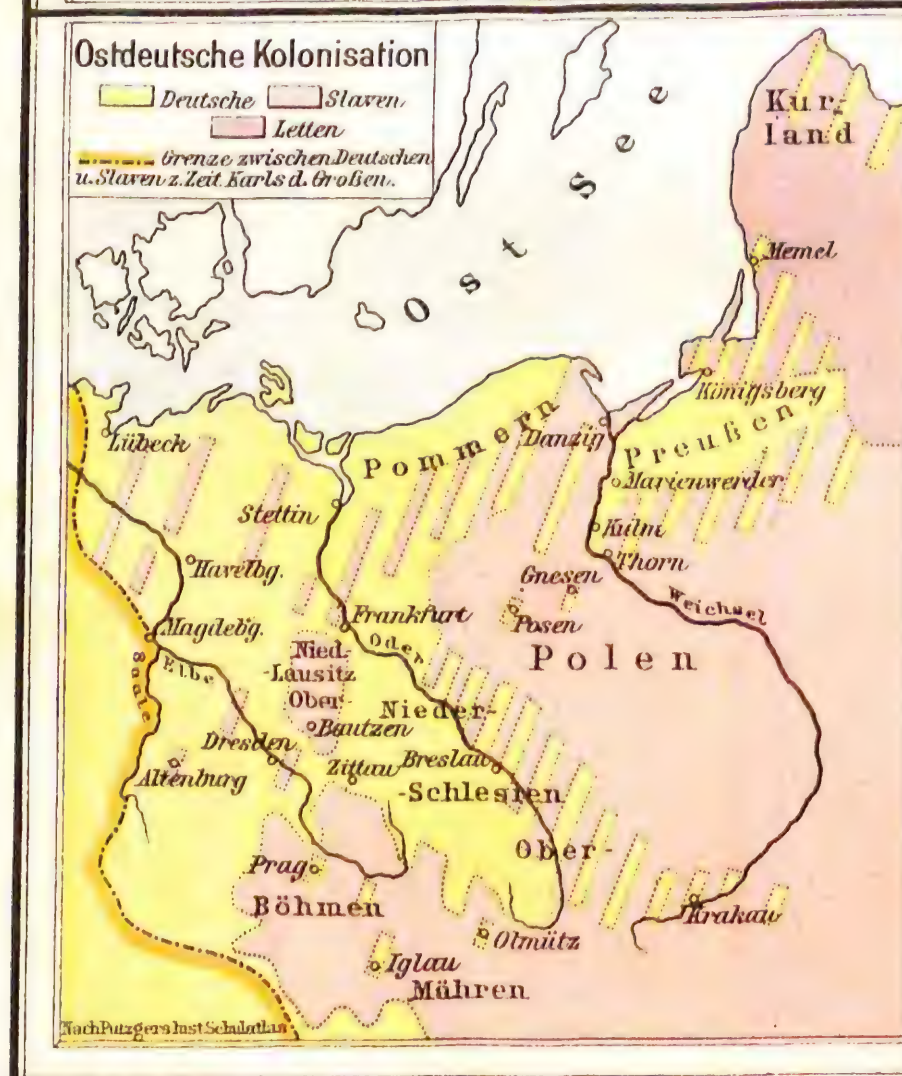 Ostdeutsche Kolonisation
Deutsche Slaven
Letten
Grenze zwischen Deutschen
u. Slaven z. Zeit Karls d. Großen.
Kur-
land
Ost See
Memel
Königsberg
Lübeck
Pommern
Danzig
Preußen
Marienwerder
Stettin
Kulm
Thorn
Havelbg.
Gnesen
Weichsel
Magdebg.
Frankfurt
Posen
Oder
Polen
Elbe
Saale
Nied.-
-Lausitz
Ober-
Bautzen
Nieder-
Dresden
Altenburg
Zittau
Breslau
-Schlesien
Ober-
Prag
Böhmen
Krakau
Olmütz
Iglau
Mähren
Nach Putzgers hist Schulatlas